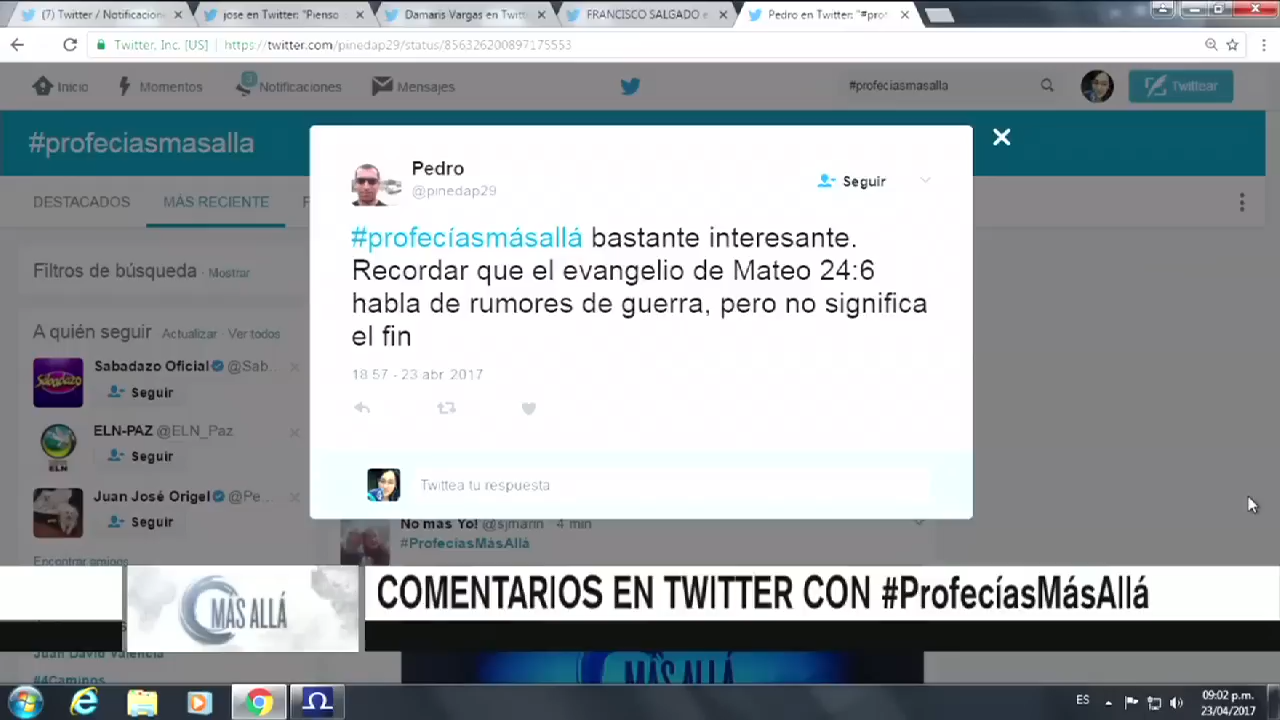 (7) Twitter / Notificacion
jose en Twitter: "Pienso
Damaris Vargas en Twitt
FRANCISCO SALGADO e
Pedro en Twitter: "#prof
Twitter, Inc. [US]
https://twitter.com/pinedap29/status/856326200897175553
Inicio
Momentos
3
Notificaciones
Mensajes
#profeciasmasalla
Twittear
#profeciasmasalla
DESTACADOS
MÁS RECIENTE
Filtros de búsqueda · Mostrar
A quién seguir Actualizar · Ver todos
Sabadazo
Sabadazo Oficial @Sab...
Seguir
ELN
ELN-PAZ @ELN_Paz
Seguir
Juan José Origel @Pe...
Seguir
Encontrar amigos
Pedro
@pinedap29
Seguir
#profecíasmásallá bastante interesante.
Recordar que el evangelio de Mateo 24:6
habla de rumores de guerra, pero no significa
el fin
18:57 - 23 abr. 2017
Twittea tu respuesta
No mas Yo! @sjmarin · 4 min
#ProfecíasMásAllá
MÁS ALLÁ
COMENTARIOS EN TWITTER CON #ProfecíasMásAllá
Juan David Valencia
#4Caminos
MÁS ALLÁ
ES
09:02 p.m.
23/04/2017